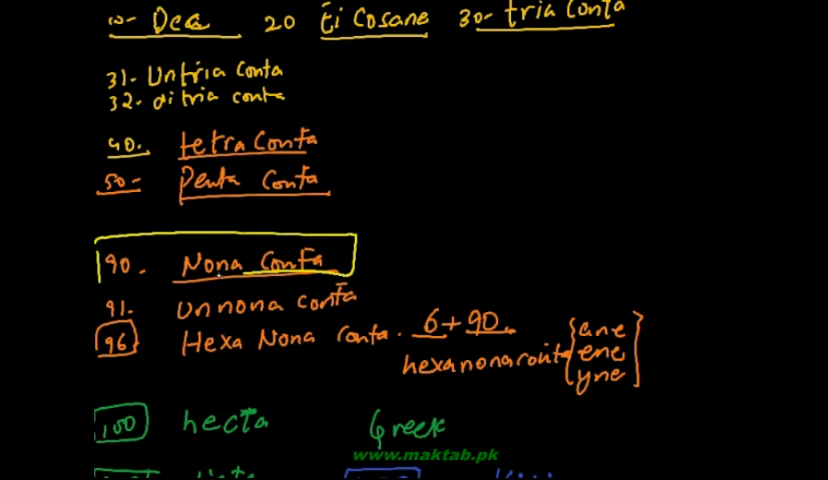 10- Deca 20 Ei Cosane 30- tria Conta
31- Untria Conta
32- ditria conta
40. tetra Conta
50- Penta Conta
90. Nona Conta
91. Unnona conta
96 Hexa Nona Conta. 6+90.
hexanonaconta {ane ene yne}
100 hecta Greek
www.maktab.pk